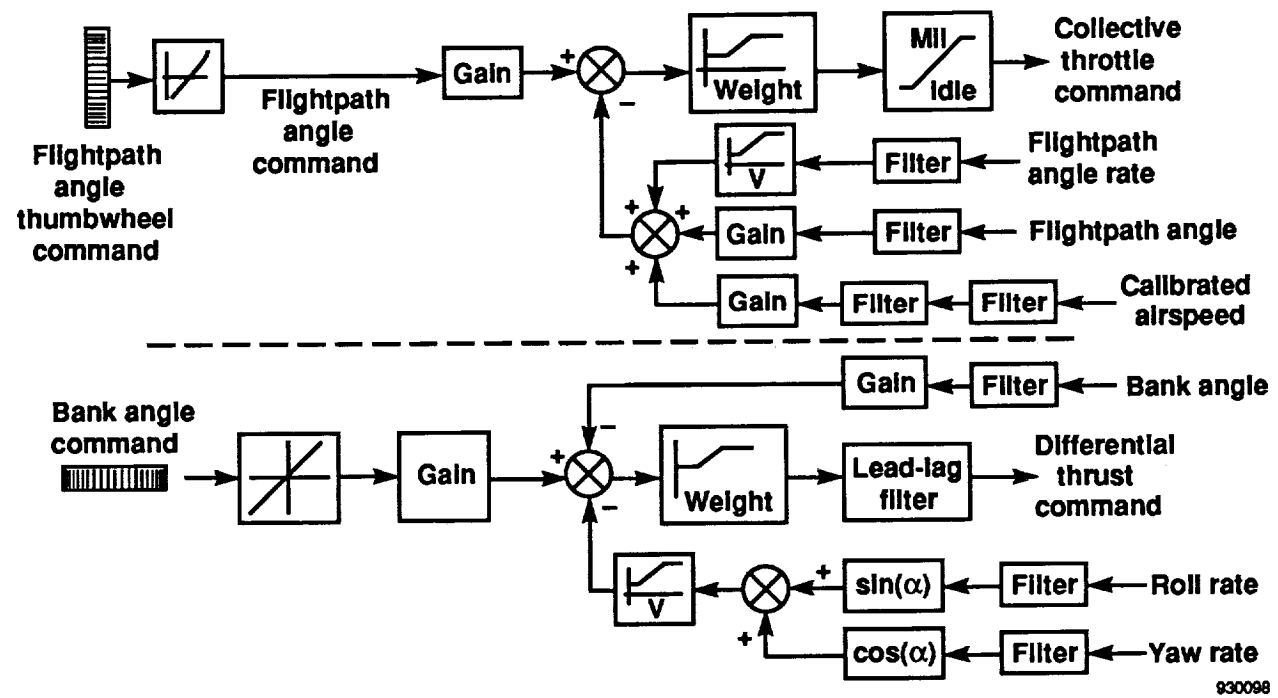 Flightpath
angle
thumbwheel
command
Flightpath
angle
command
Gain
+
−
Weight
Mil
Idle
Collective
throttle
command
V
Filter
Flightpath
angle rate
+
+
+
Gain
Filter
Flightpath angle
Gain
Filter
Filter
Calibrated
airspeed
Gain
Filter
Bank angle
Bank angle
command
Gain
+
−
−
Weight
Lead-lag
filter
Differential
thrust
command
V
+
+
sin(α)
Filter
Roll rate
cos(α)
Filter
Yaw rate
930098